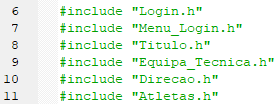 6 #include "Login.h"
7 #include "Menu_Login.h"
8 #include "Titulo.h"
9 #include "Equipa_Tecnica.h"
10 #include "Direcao.h"
11 #include "Atletas.h"